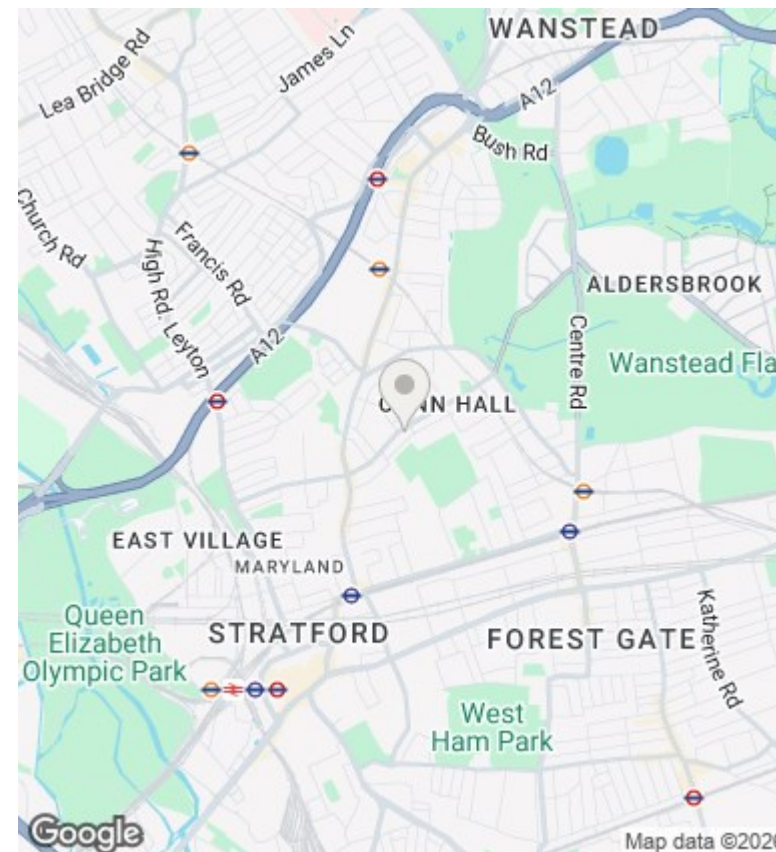 WANSTEAD
James Ln
Lea Bridge Rd
A12
Bush Rd
Church Rd
Francis Rd
High Rd. Leyton
A12
ALDERSBROOK
Centre Rd
Wanstead Fla
HALL
EAST VILLAGE
MARYLAND
Queen
Elizabeth
Olympic Park
STRATFORD
FOREST GATE
Katherine Rd
West
Ham Park
Google
Map data ©2026